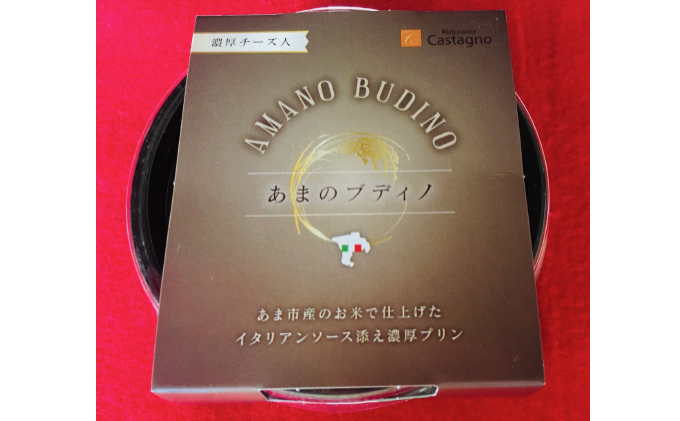 濃厚チーズ人
Ristorante
Castagno
AMANO BUDINO
あまのブディノ
あま市産のお米で仕上げた
イタリアンソース添え濃厚プリン